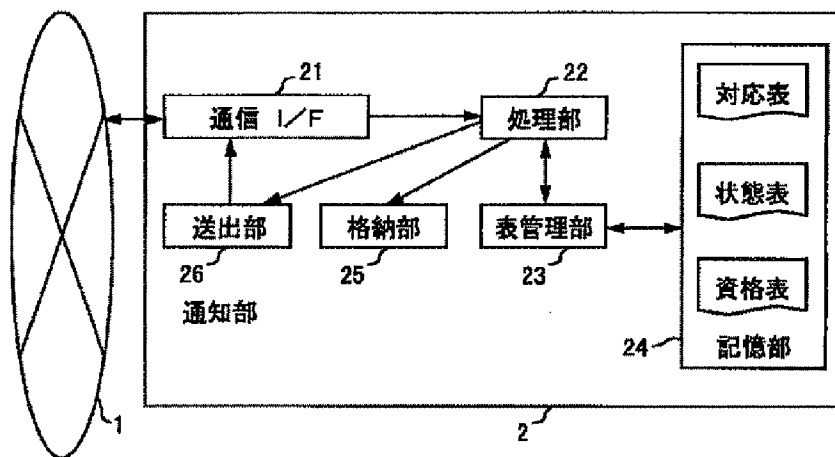 21
22
通信 I/F
処理部
対応表
状態表
送出部
格納部
表管理部
26
25
23
資格表
通知部
24
記憶部
1
2